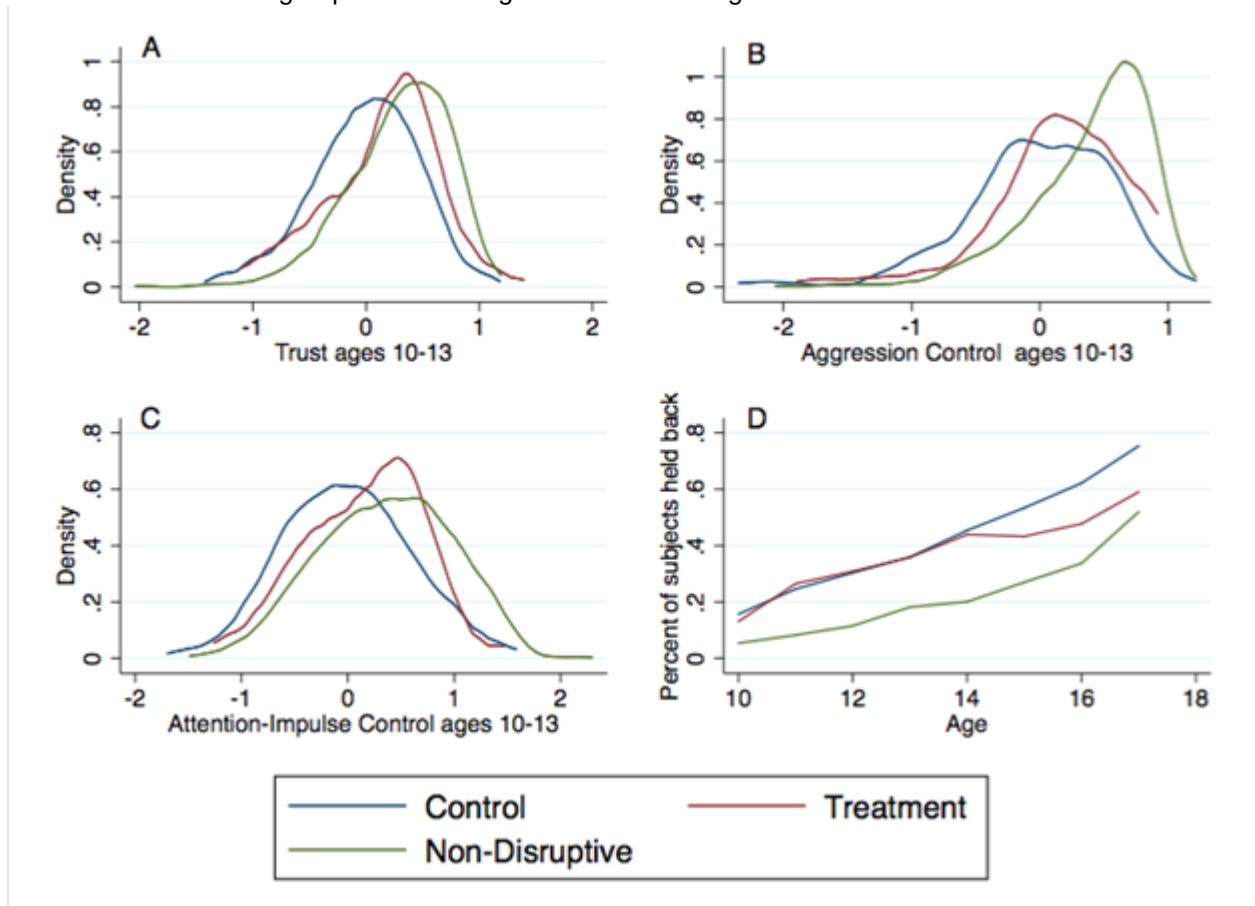 A
Density
0 .2 .4 .6 .8 1
-2 -1 0 1 2
Trust ages 10-13
B
Density
0 .2 .4 .6 .8 1
-2 -1 0 1
Aggression Control ages 10-13
C
Density
0 .2 .4 .6 .8
-2 -1 0 1 2
Attention-Impulse Control ages 10-13
D
Percent of subjects held back
0 .2 .4 .6 .8
10 12 14 16 18
Age
Control
Treatment
Non-Disruptive